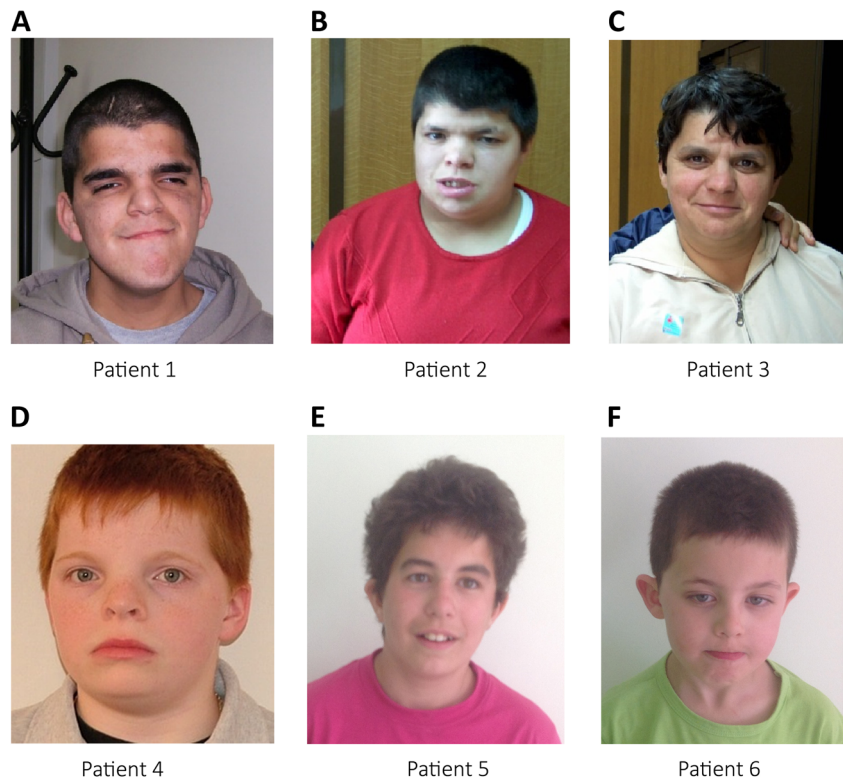 A
B
C
Patient 1
Patient 2
Patient 3
D
E
F
Patient 4
Patient 5
Patient 6